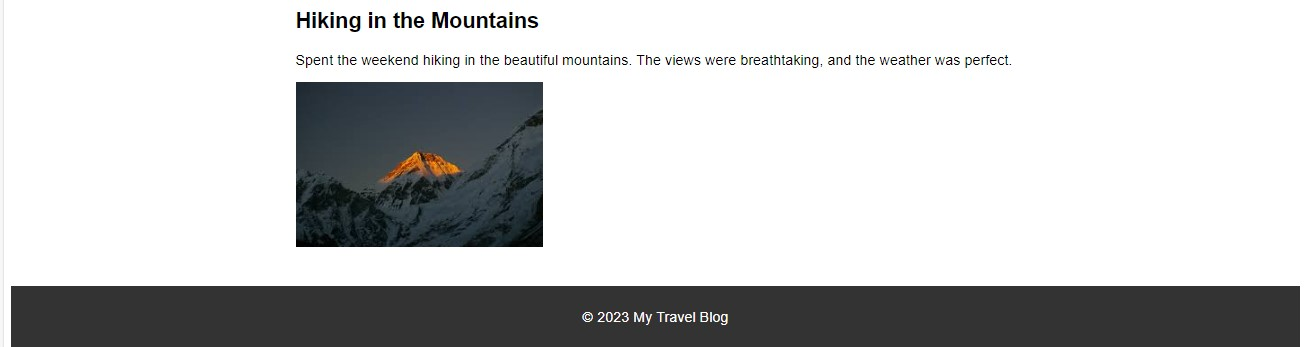 Hiking in the Mountains
Spent the weekend hiking in the beautiful mountains. The views were breathtaking, and the weather was perfect.
© 2023 My Travel Blog